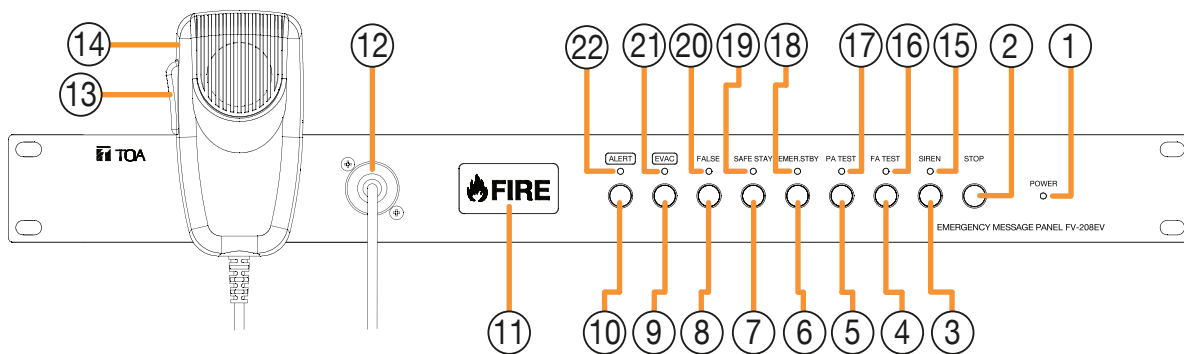 14 12 22 21 20 19 18 17 16 15 2 1
13
TOA
ALERT EVAC FALSE SAFE STAY EMER.STBY PA TEST FA TEST SIREN STOP
POWER
FIRE
EMERGENCY MESSAGE PANEL FV-208EV
11 10 9 8 7 6 5 4 3